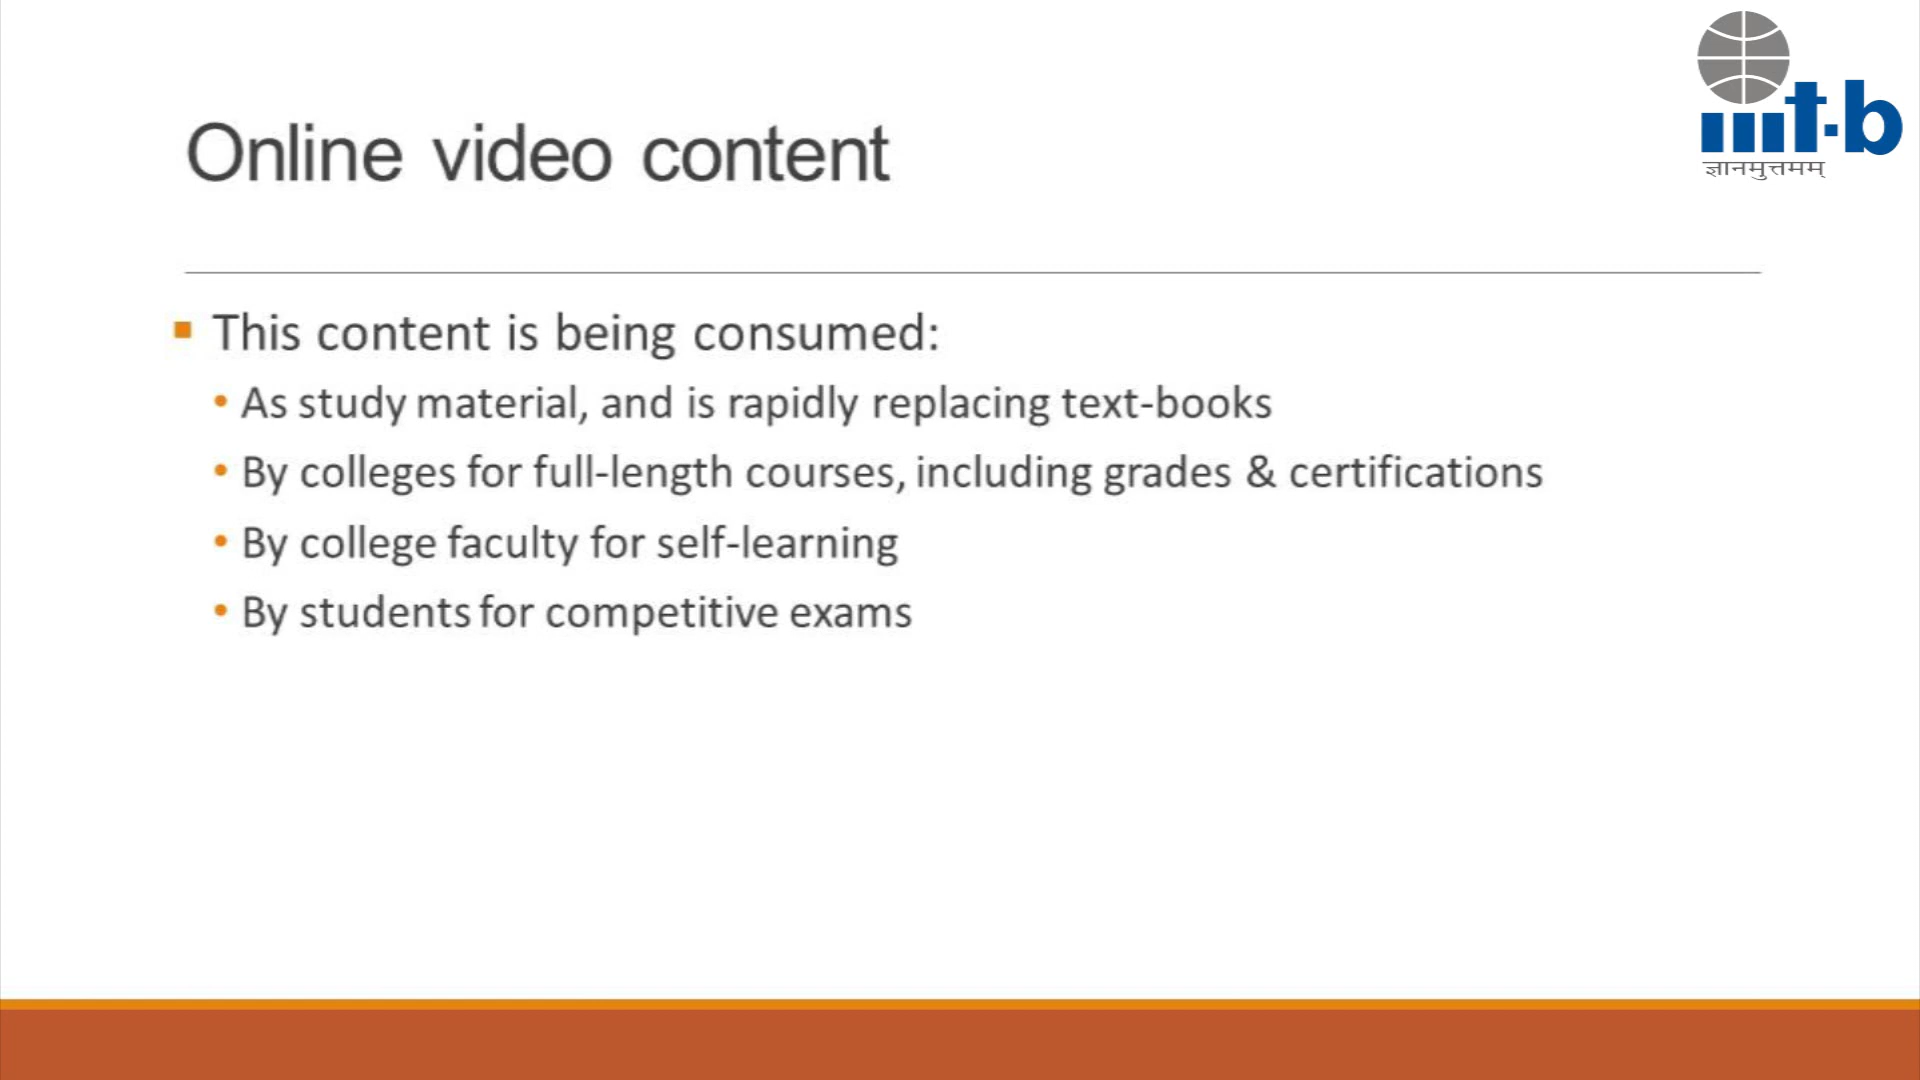 Online video content
iiit-b
ज्ञानमुत्तमम्
This content is being consumed:
As study material, and is rapidly replacing text-books
By colleges for full-length courses, including grades & certifications
By college faculty for self-learning
By students for competitive exams